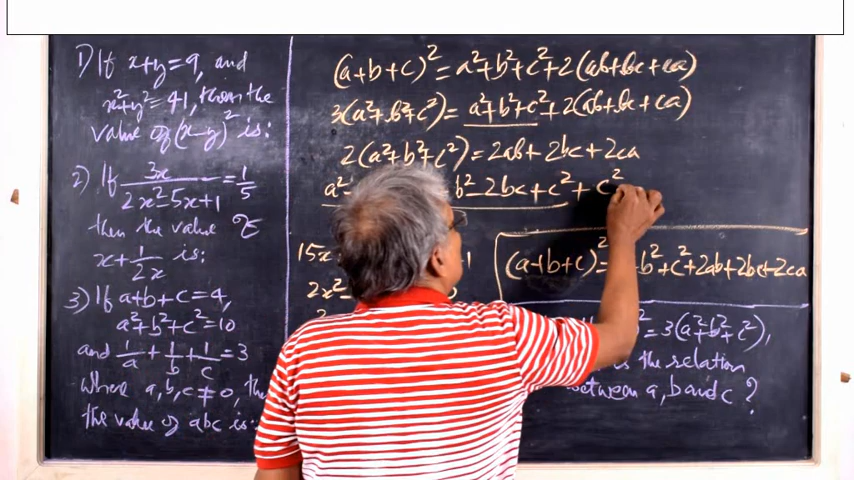 1) If x+y=9, and
x²+y²=41, then the
value of (x-y)² is:
2) If 3x/(2x²-5x+1)=1/5
then the value of
x+1/2x is:
3) If a+b+c=4,
a²+b²+c²=10
and 1/a+1/b+1/c=3
where a,b,c≠0, the
the value of abc is:
(a+b+c)²=a²+b²+c²+2(ab+bc+ca)
3(a²+b²+c²)=a²+b²+c²+2(ab+bc+ca)
2(a²+b²+c²)=2ab+2bc+2ca
a² b²-2bc+c²+c²
15x 1
2x²
(a+b+c)²= b²+c²+2ab+2bc+2ca
²=3(a²+b²+c²),
the relation
between a,b and c?